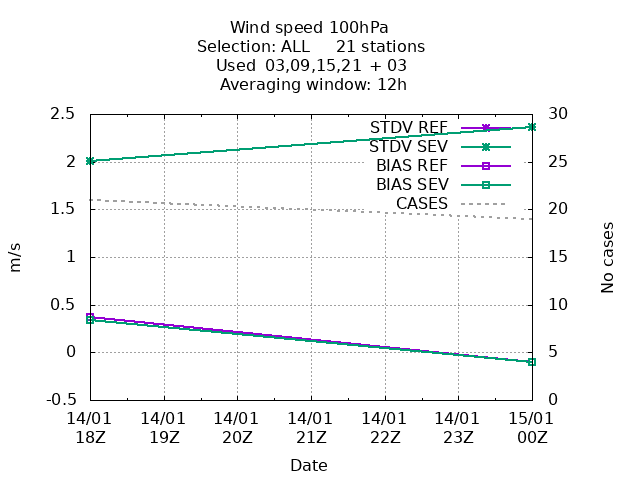 Wind speed 100hPa
Selection: ALL 21 stations
Used 03,09,15,21 + 03
Averaging window: 12h
2.5
2
1.5
1
0.5
0
-0.5
30
25
20
15
10
5
0
STDV REF
STDV SEV
BIAS REF
BIAS SEV
CASES
m/s
No cases
14/01 14/01 14/01 14/01 14/01 14/01 15/01
18Z 19Z 20Z 21Z 22Z 23Z 00Z
Date